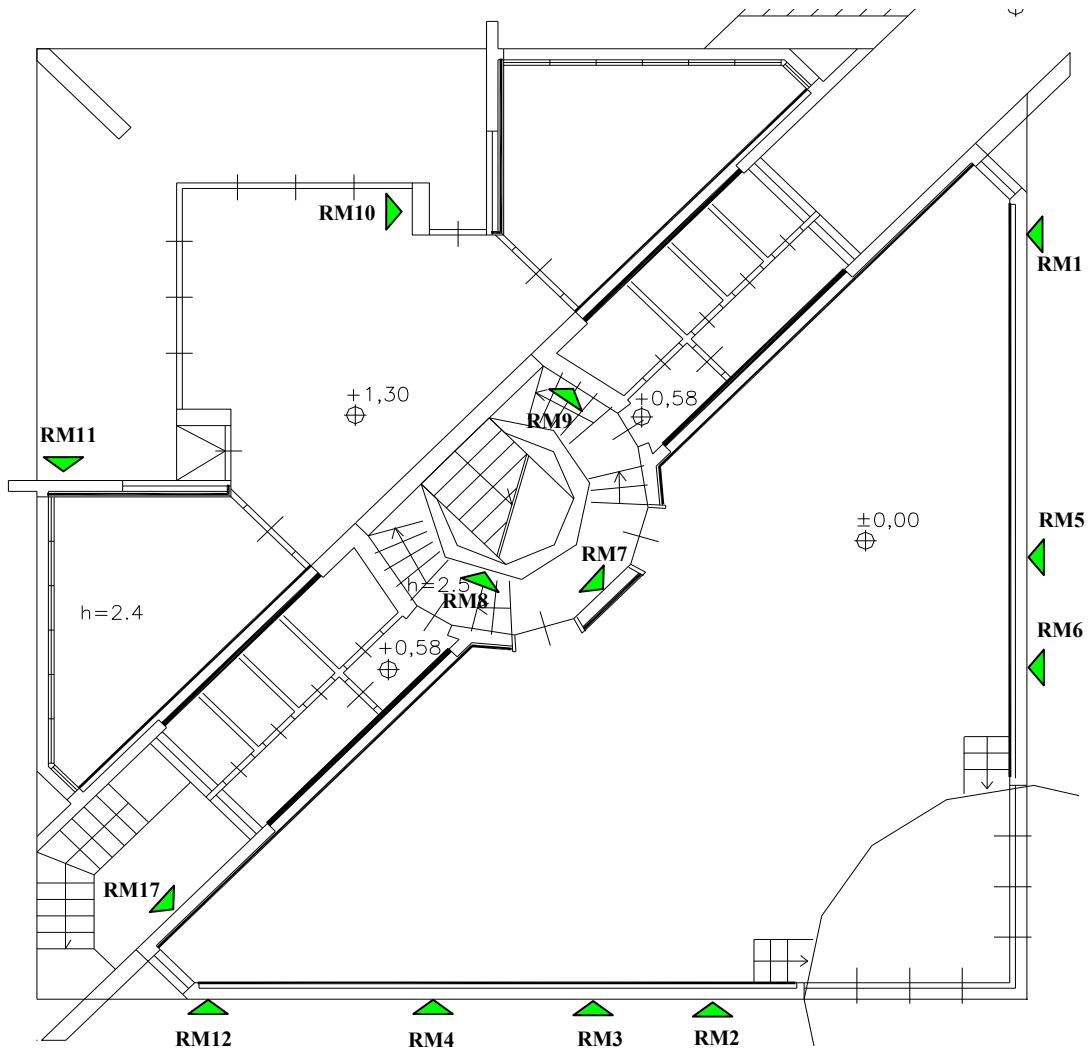 RM10
RM1
+1,30
+0,58
RM9
RM11
±0,00
RM5
RM7
h=2.5
RM8
h=2.4
RM6
+0,58
RM17
RM12
RM4
RM3
RM2